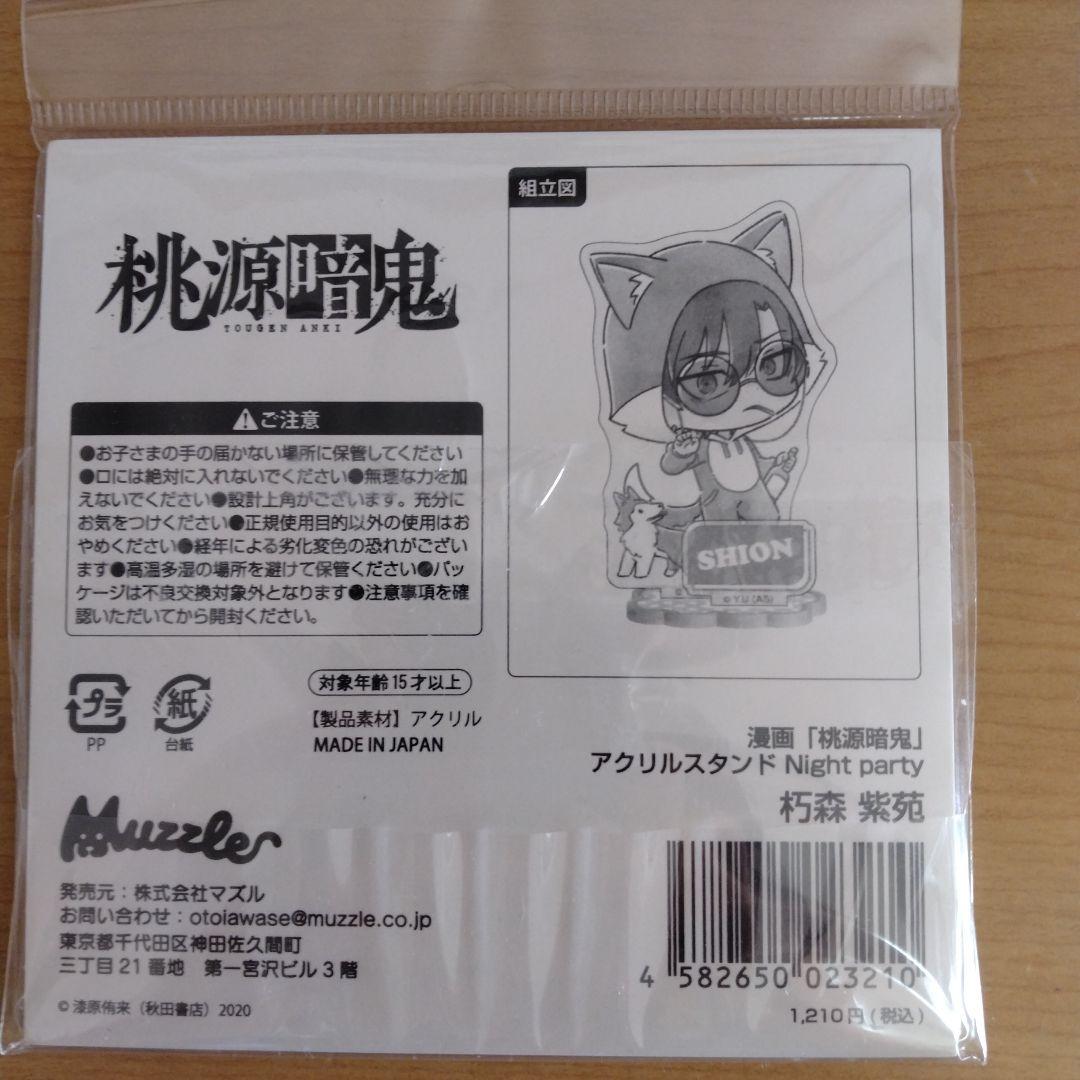 桃源暗鬼
TOUGEN ANKI
組立図
SHION
©Y.U(AS)
ご注意
●お子さまの手の届かない場所に保管してください
●口には絶対に入れないでください●無理な力を加
えないでください●設計上角がございます。充分に
お気をつけください●正規使用目的以外の使用はお
やめください●経年による劣化変色の恐れがござい
ます●高温多湿の場所を避けて保管ください●パッ
ケージは不良交換対象外となります●注意事項を確
認いただいてから開封ください。
プラ
PP
紙
台紙
対象年齢15才以上
【製品素材】アクリル
MADE IN JAPAN
漫画「桃源暗鬼」
アクリルスタンド Night party
朽森 紫苑
Muzzle
発売元：株式会社マズル
お問い合わせ：otoiawase@muzzle.co.jp
東京都千代田区神田佐久間町
三丁目21番地 第一宮沢ビル3階
©漆原侑来（秋田書店）2020
4 582650 023210
1,210円(税込)